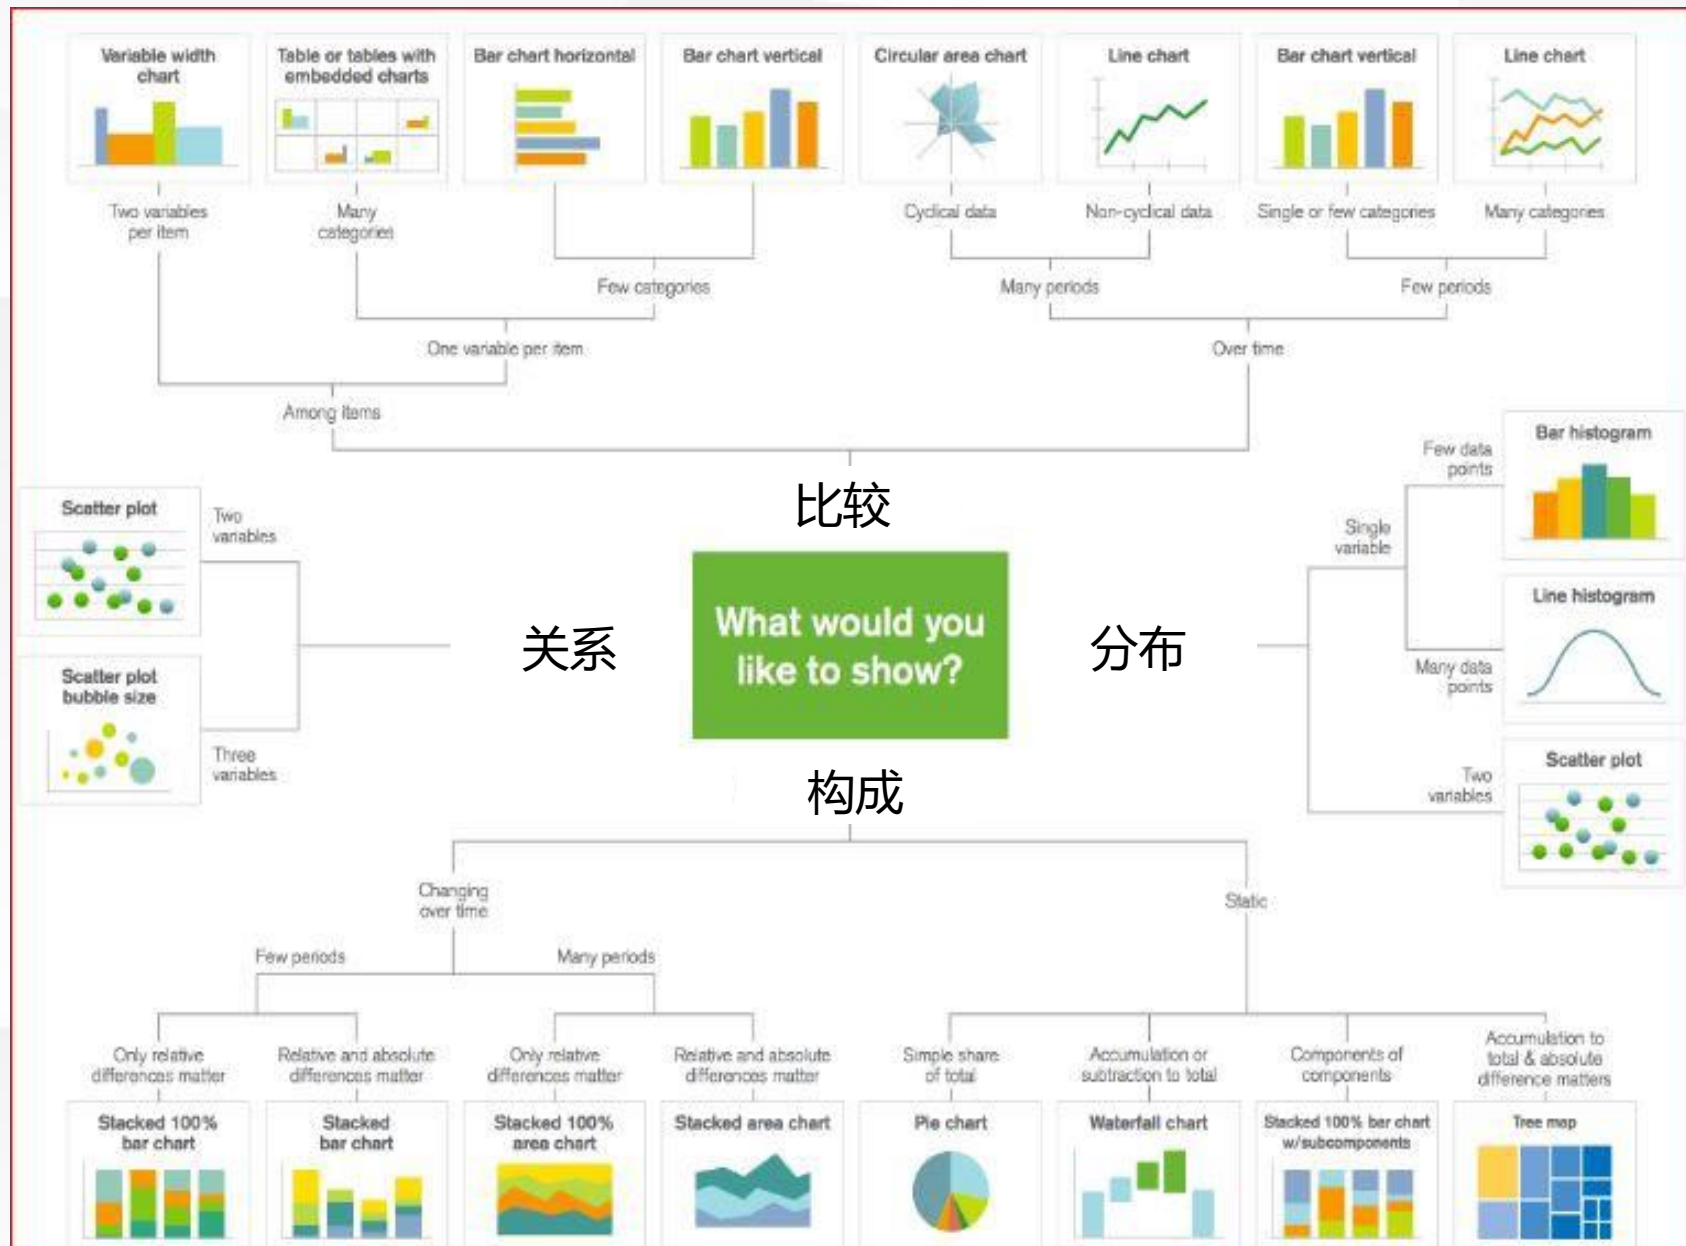 Variable width
chart
Table or tables with
embedded charts
Bar chart horizontal
Bar chart vertical
Circular area chart
Line chart
Bar chart vertical
Line chart
Two variables
per item
Many
categories
Cyclical data
Non-cyclical data
Single or few categories
Many categories
Few categories
Many periods
Few periods
One variable per item
Over time
Among items
比较
Scatter plot
Two
variables
Scatter plot
bubble size
Three
variables
关系
What would you
like to show?
分布
Single
variable
Few data
points
Bar histogram
Many data
points
Line histogram
Two
variables
Scatter plot
构成
Changing
over time
Static
Few periods
Many periods
Only relative
differences matter
Relative and absolute
differences matter
Only relative
differences matter
Relative and absolute
differences matter
Simple share
of total
Accumulation or
subtraction to total
Components of
components
Accumulation to
total & absolute
difference matters
Stacked 100%
bar chart
Stacked
bar chart
Stacked 100%
area chart
Stacked area chart
Pie chart
Waterfall chart
Stacked 100% bar chart
w/subcomponents
Tree map